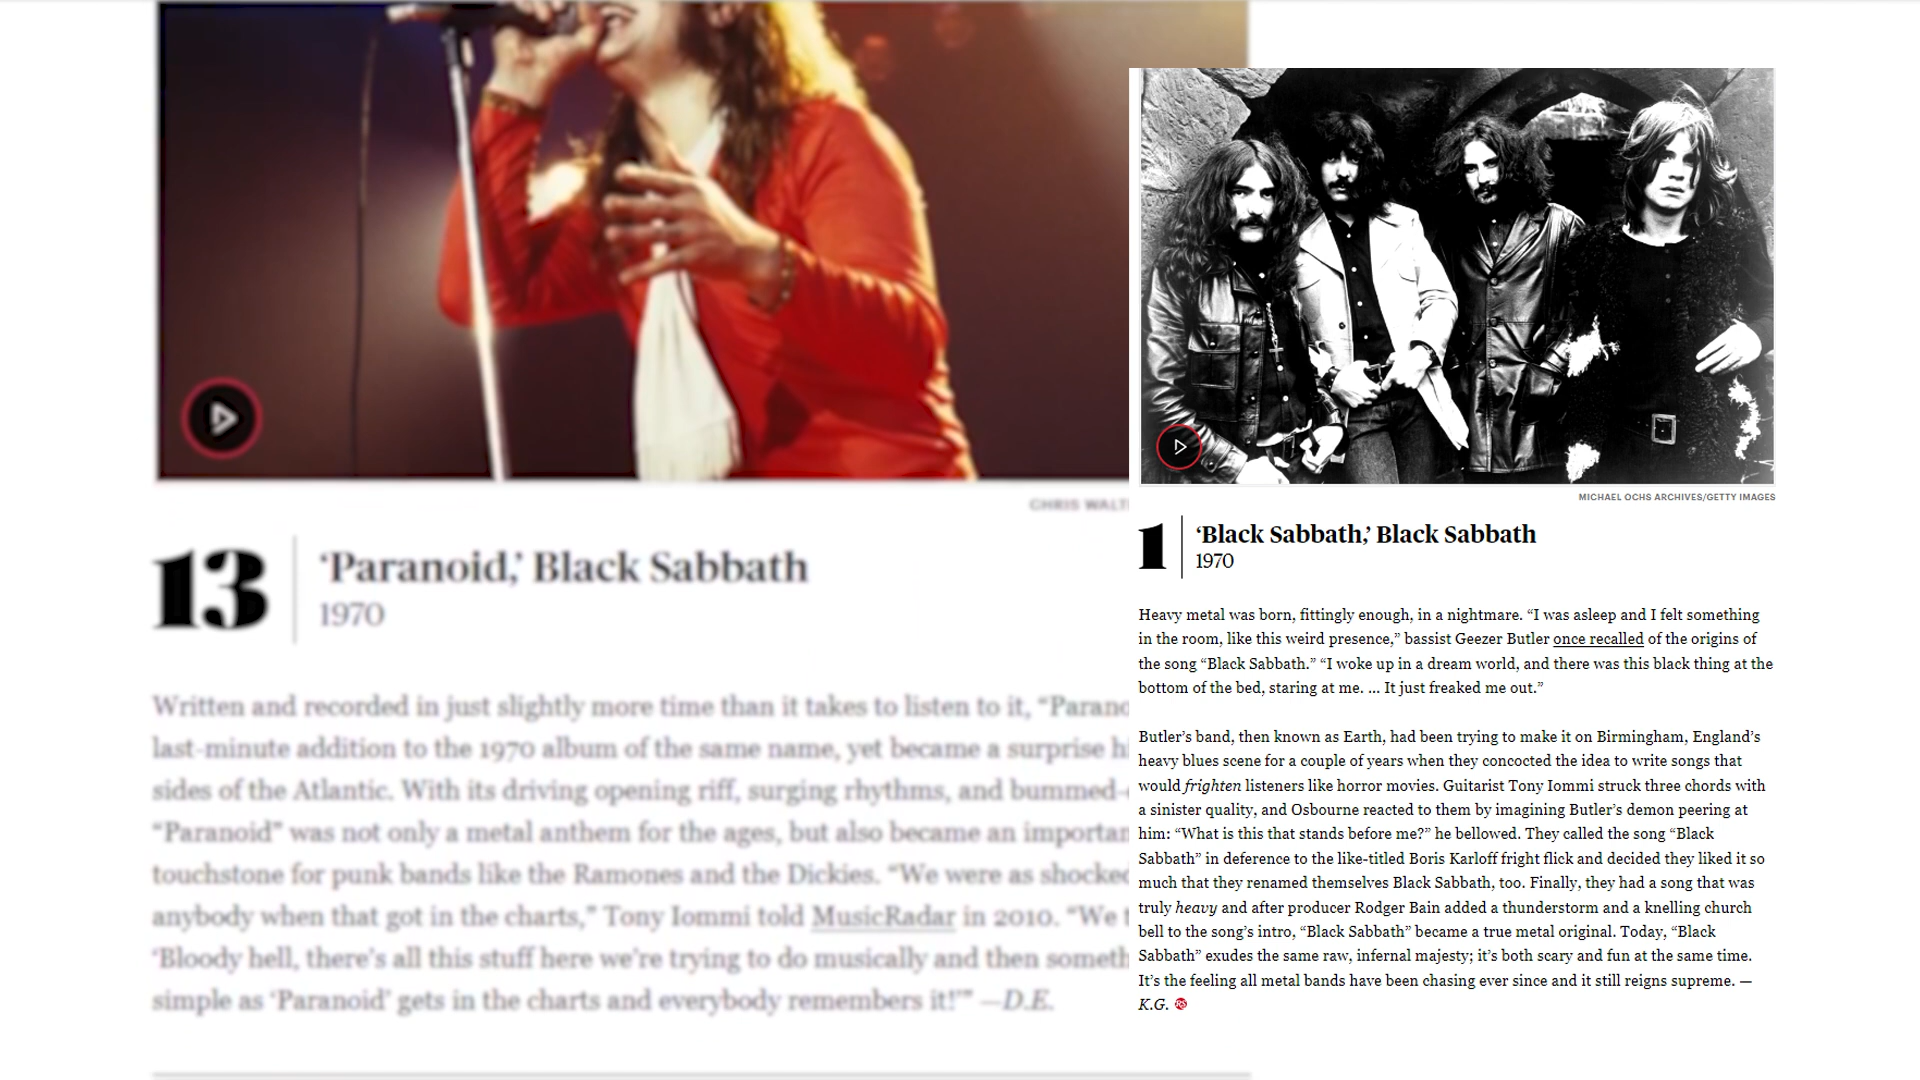 CHRIS WALT
13
‘Paranoid,’ Black Sabbath
1970
Written and recorded in just slightly more time than it takes to listen to it, “Parano
last-minute addition to the 1970 album of the same name, yet became a surprise h
sides of the Atlantic. With its driving opening riff, surging rhythms, and bummed-
“Paranoid” was not only a metal anthem for the ages, but also became an importan
touchstone for punk bands like the Ramones and the Dickies. “We were as shocked
anybody when that got in the charts,” Tony Iommi told MusicRadar in 2010. “We t
‘Bloody hell, there’s all this stuff here we’re trying to do musically and then someth
simple as ‘Paranoid’ gets in the charts and everybody remembers it!’” —D.E.
MICHAEL OCHS ARCHIVES/GETTY IMAGES
1
‘Black Sabbath,’ Black Sabbath
1970
Heavy metal was born, fittingly enough, in a nightmare. “I was asleep and I felt something
in the room, like this weird presence,” bassist Geezer Butler once recalled of the origins of
the song “Black Sabbath.” “I woke up in a dream world, and there was this black thing at the
bottom of the bed, staring at me. … It just freaked me out.”
Butler’s band, then known as Earth, had been trying to make it on Birmingham, England’s
heavy blues scene for a couple of years when they concocted the idea to write songs that
would frighten listeners like horror movies. Guitarist Tony Iommi struck three chords with
a sinister quality, and Osbourne reacted to them by imagining Butler’s demon peering at
him: “What is this that stands before me?” he bellowed. They called the song “Black
Sabbath” in deference to the like-titled Boris Karloff fright flick and decided they liked it so
much that they renamed themselves Black Sabbath, too. Finally, they had a song that was
truly heavy and after producer Rodger Bain added a thunderstorm and a knelling church
bell to the song’s intro, “Black Sabbath” became a true metal original. Today, “Black
Sabbath” exudes the same raw, infernal majesty; it’s both scary and fun at the same time.
It’s the feeling all metal bands have been chasing ever since and it still reigns supreme. —
K.G. RS